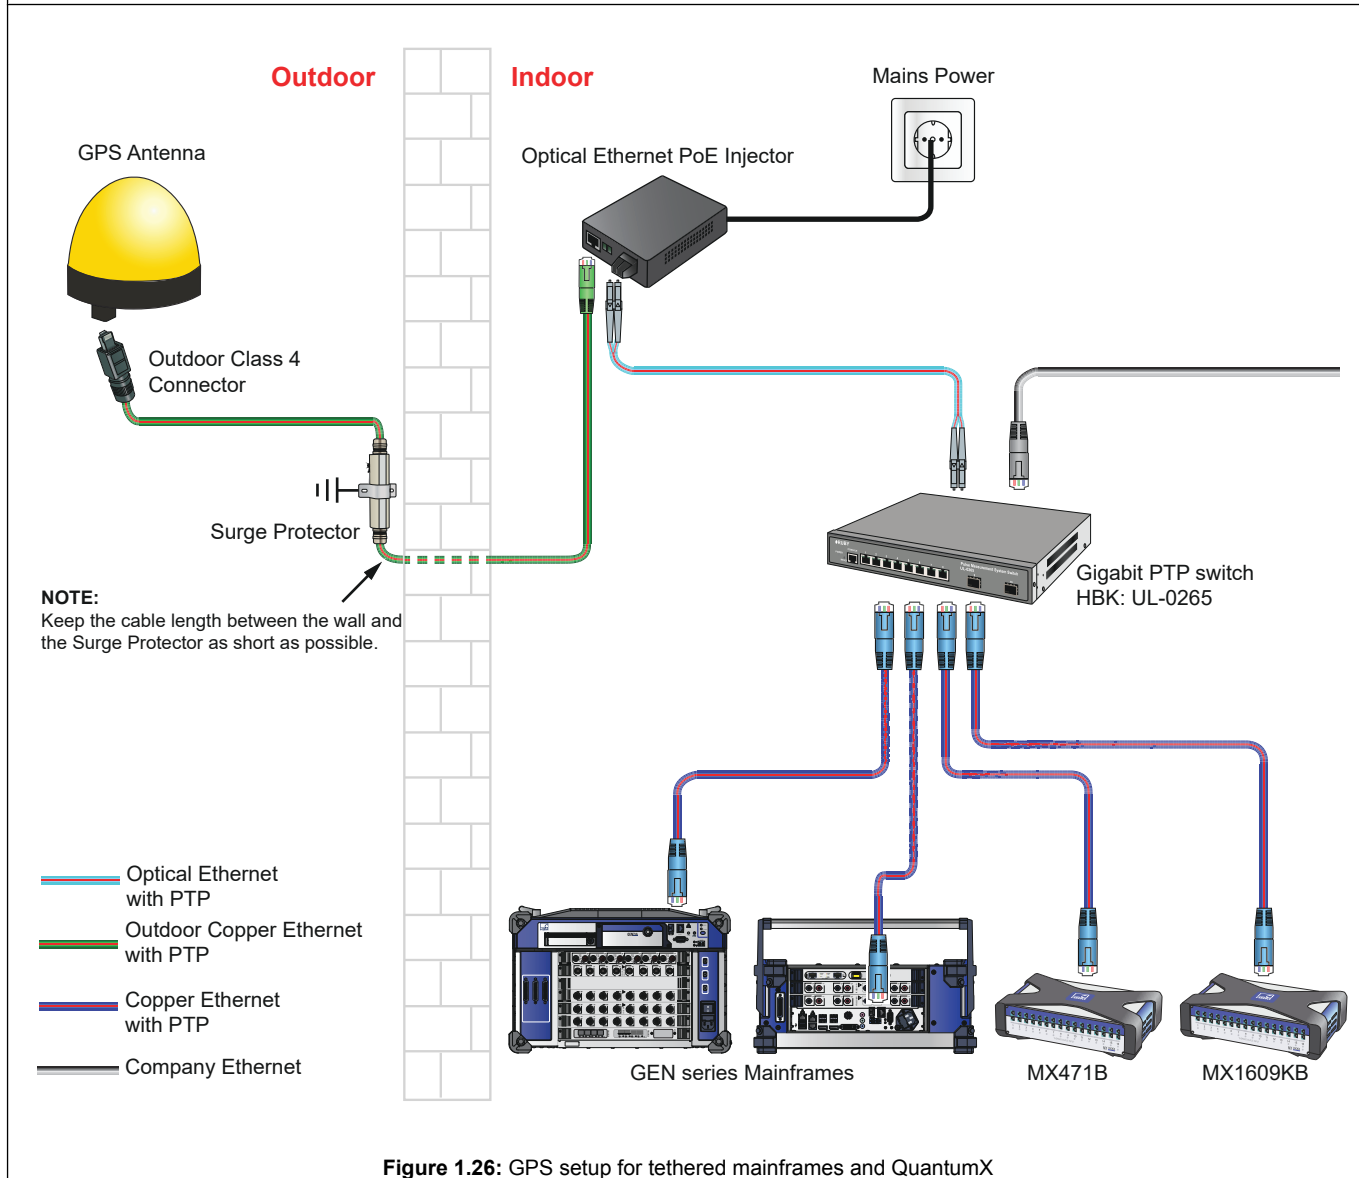 Outdoor
Indoor
Mains Power
GPS Antenna
Optical Ethernet PoE Injector
Outdoor Class 4
Connector
Surge Protector
NOTE:
Keep the cable length between the wall and
the Surge Protector as short as possible.
Gigabit PTP switch
HBK: UL-0265
Optical Ethernet
with PTP
Outdoor Copper Ethernet
with PTP
Copper Ethernet
with PTP
Company Ethernet
GEN series Mainframes
MX471B
MX1609KB
Figure 1.26: GPS setup for tethered mainframes and QuantumX